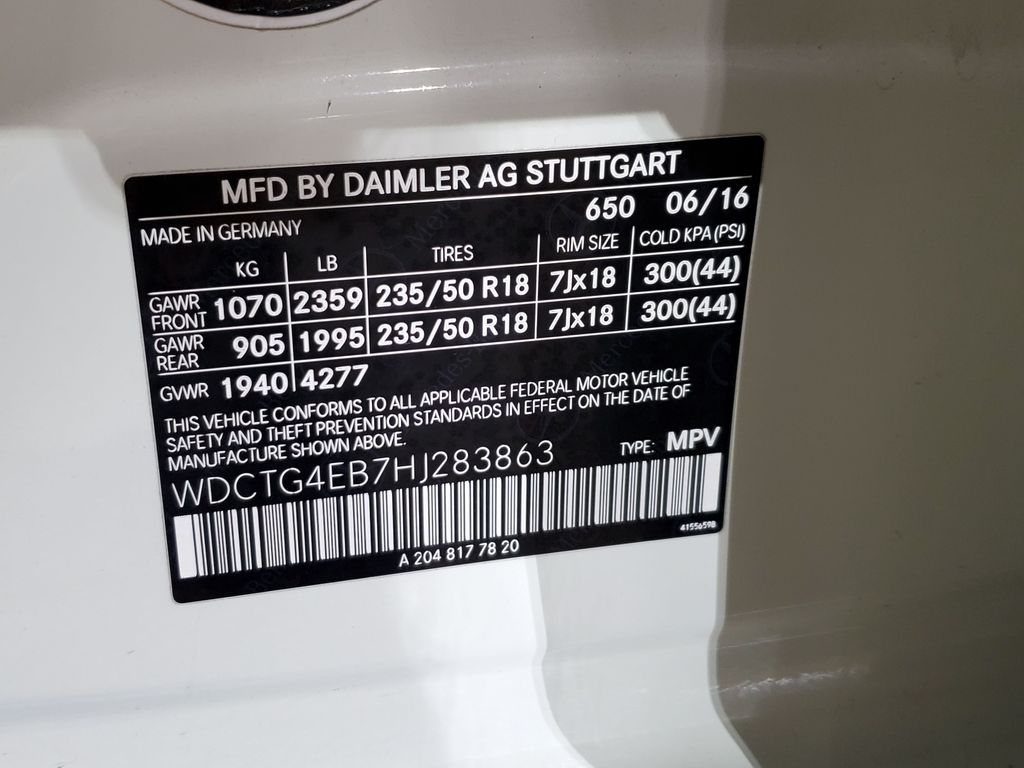 MFD BY DAIMLER AG STUTTGART
650 06/16
MADE IN GERMANY
KG LB TIRES RIM SIZE COLD KPA (PSI)
GAWR FRONT 1070 2359 235/50 R18 7Jx18 300(44)
GAWR REAR 905 1995 235/50 R18 7Jx18 300(44)
GVWR 1940 4277
THIS VEHICLE CONFORMS TO ALL APPLICABLE FEDERAL MOTOR VEHICLE
SAFETY AND THEFT PREVENTION STANDARDS IN EFFECT ON THE DATE OF
MANUFACTURE SHOWN ABOVE.
TYPE: MPV
WDCTG4EB7HJ283863
4155659B
A 204 817 78 20